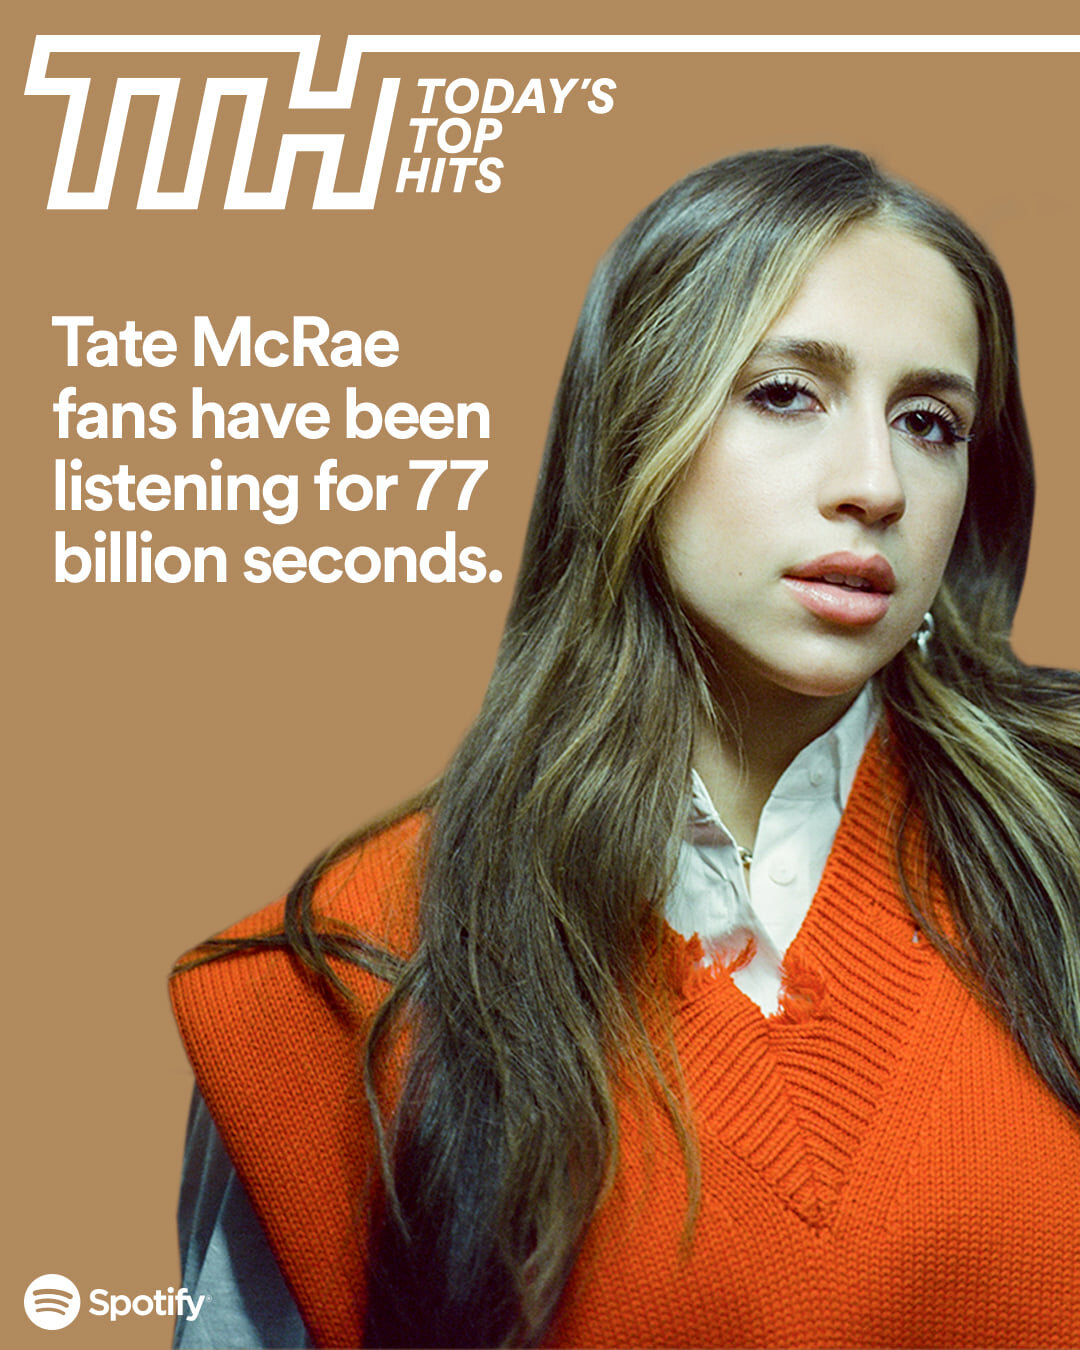 TTH
TODAY'S
TOP
HITS
Tate McRae
fans have been
listening for 77
billion seconds.
Spotify®